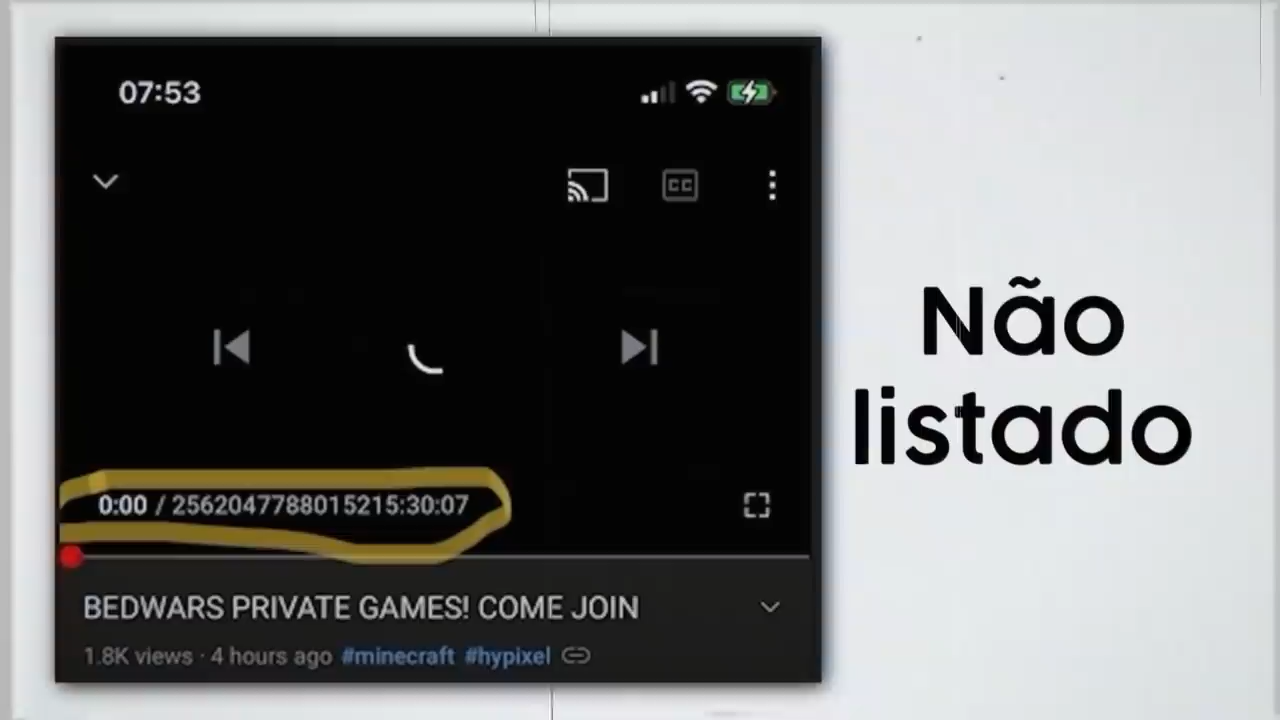 07:53
CC
0:00 / 2562047788015215:30:07
BEDWARS PRIVATE GAMES! COME JOIN
1.8K views · 4 hours ago #minecraft #hypixel
Não
listado